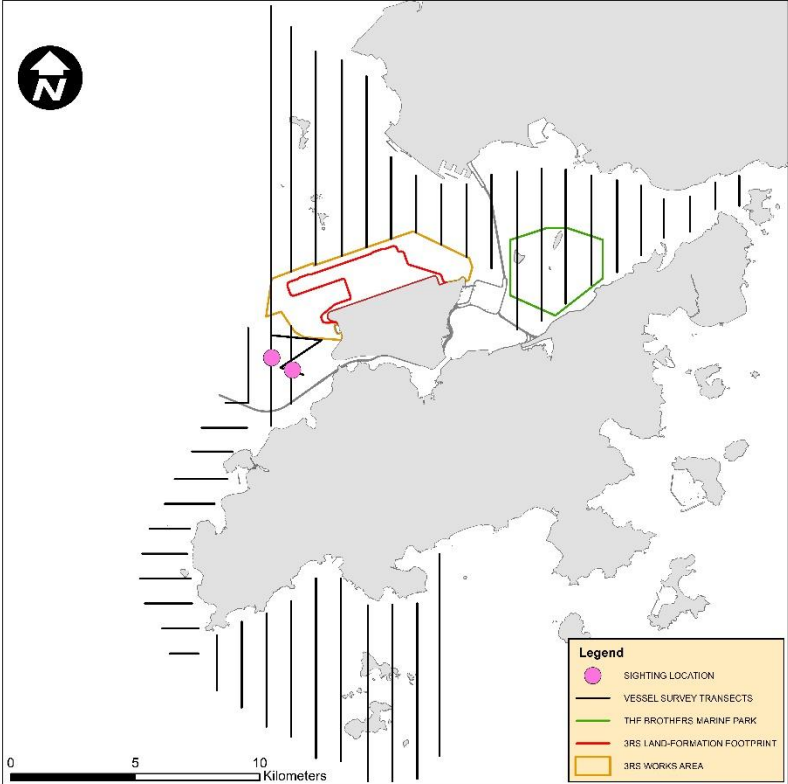 N
Legend
SIGHTING LOCATION
VESSEL SURVEY TRANSECTS
THE BROTHERS MARINE PARK
3RS LAND-FORMATION FOOTPRINT
3RS WORKS AREA
0 5 10
Kilometers